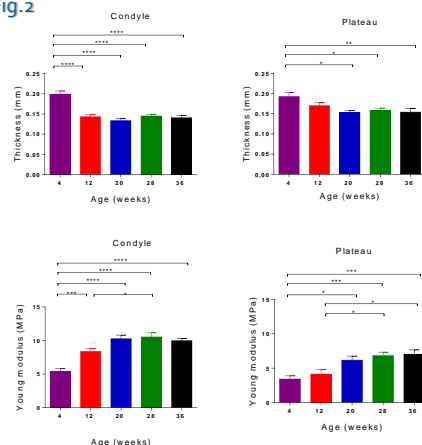 ig.2
Condyle
****
****
****
****
Thickness (mm)
0.25
0.20
0.15
0.10
0.05
0.00
4 12 20 28 36
Age (weeks)
Plateau
**
*
*
Thickness (mm)
0.25
0.20
0.15
0.10
0.05
0.00
4 12 20 28 36
Age (weeks)
Condyle
****
****
****
*** *
Young modulus (MPa)
15
10
5
0
4 12 20 28 36
Age (weeks)
Plateau
***
***
* *
*
Young modulus (MPa)
15
10
5
0
4 12 20 28 36
Age (weeks)